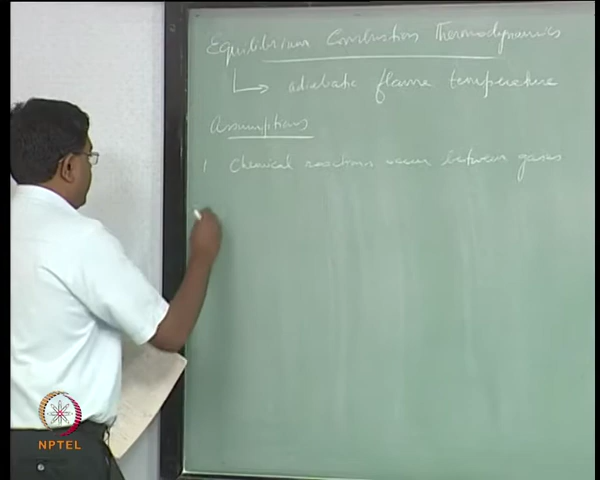 Equilibrium Combustion Thermodynamics
adiabatic flame temperature
Assumptions
1 Chemical reactions occur between gases
NPTEL